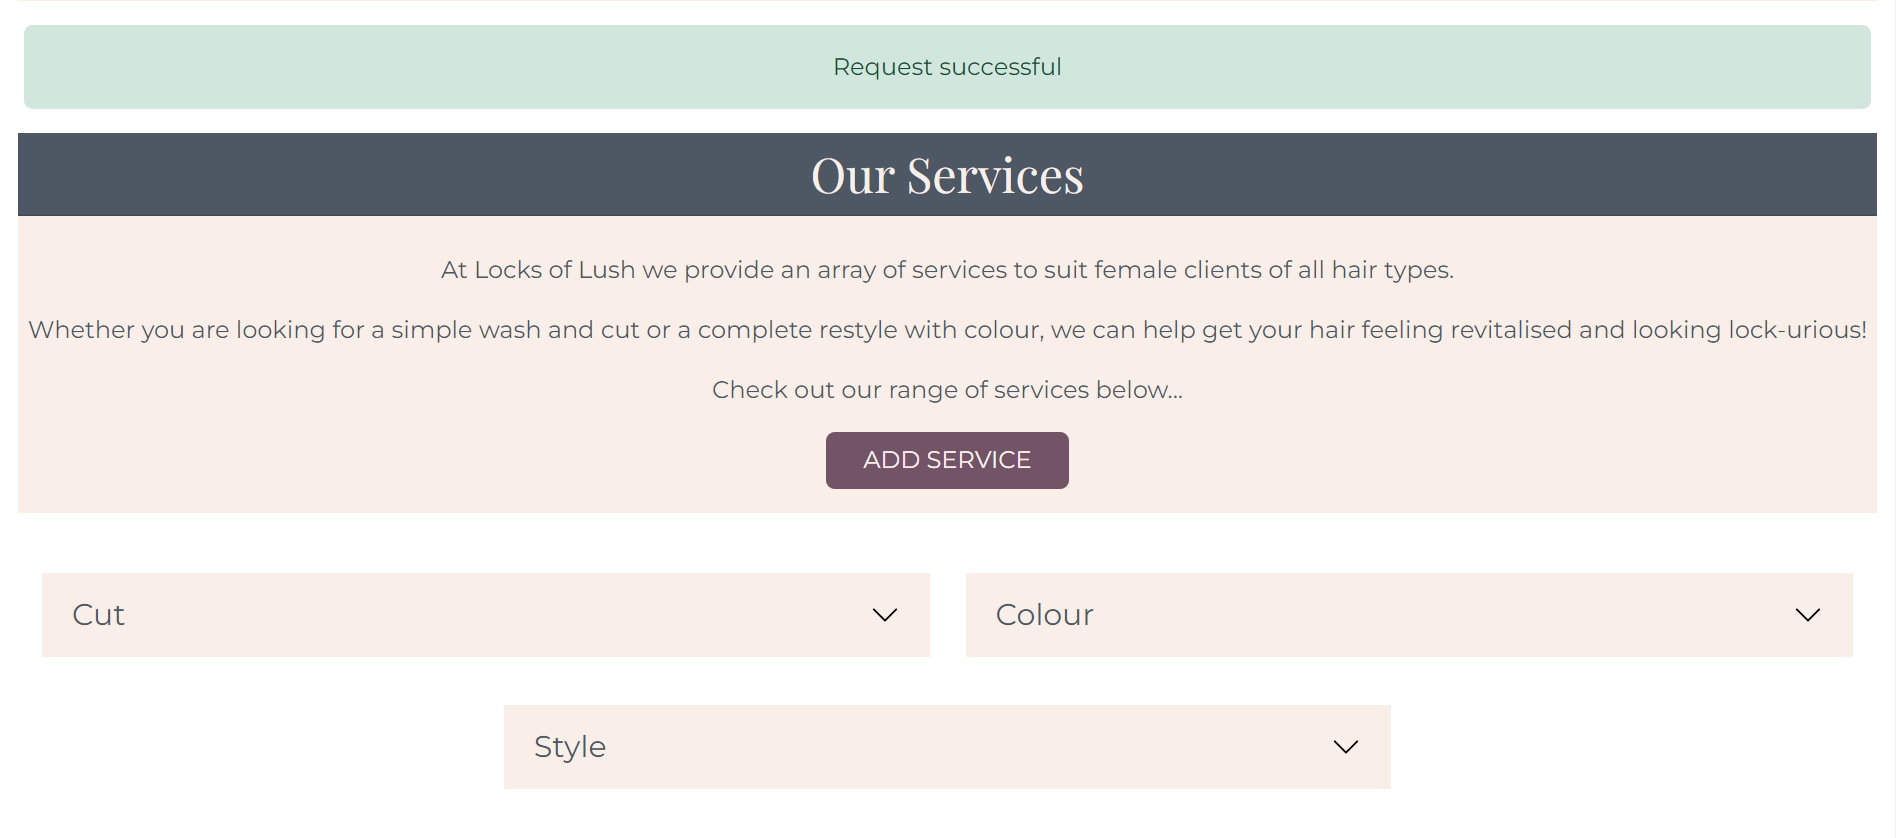 Request successful
Our Services
At Locks of Lush we provide an array of services to suit female clients of all hair types.
Whether you are looking for a simple wash and cut or a complete restyle with colour, we can help get your hair feeling revitalised and looking lock-urious!
Check out our range of services below...
ADD SERVICE
Cut
Colour
Style